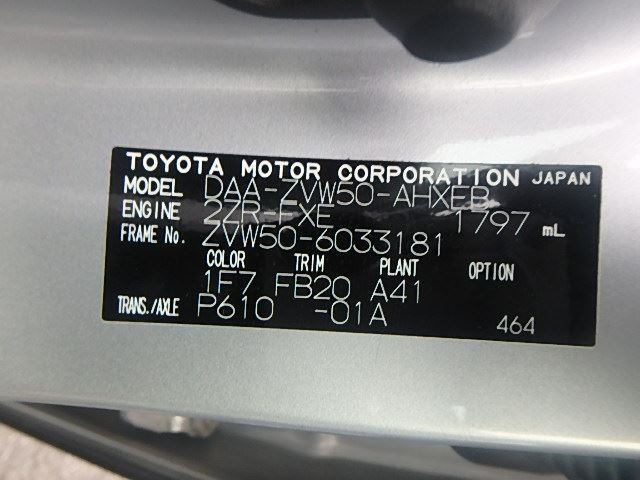 TOYOTA MOTOR CORPORATION JAPAN
MODEL DAA-ZVW50-AHXEB
ENGINE 2ZR-FXE 1797 mL
FRAME No. ZVW50-6033181
COLOR TRIM PLANT OPTION
1F7 FB20 A41
TRANS./AXLE P610 -01A 464